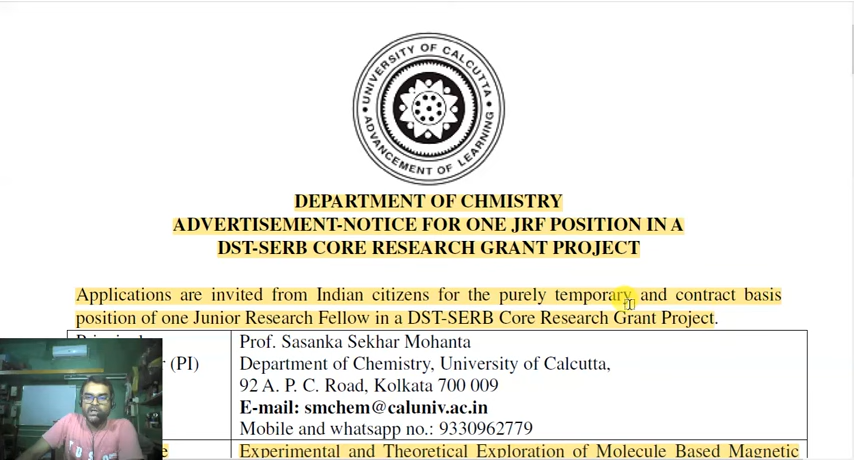 UNIVERSITY OF CALCUTTA
ADVANCEMENT OF LEARNING
DEPARTMENT OF CHMISTRY
ADVERTISEMENT-NOTICE FOR ONE JRF POSITION IN A
DST-SERB CORE RESEARCH GRANT PROJECT
Applications are invited from Indian citizens for the purely temporary and contract basis
position of one Junior Research Fellow in a DST-SERB Core Research Grant Project.
(PI)
Prof. Sasanka Sekhar Mohanta
Department of Chemistry, University of Calcutta,
92 A. P. C. Road, Kolkata 700 009
E-mail: smchem@caluniv.ac.in
Mobile and whatsapp no.: 9330962779
Experimental and Theoretical Exploration of Molecule Based Magnetic